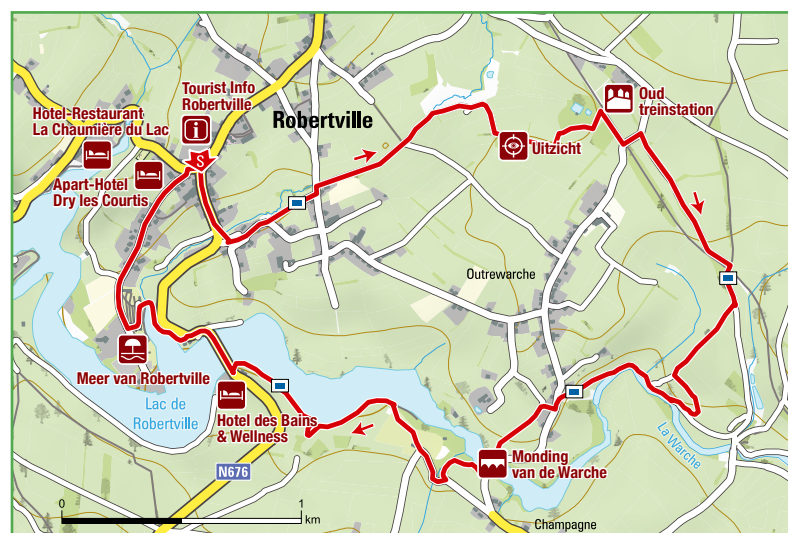 Tourist Info
Robertville
Hotel-Restaurant
La Chaumière du Lac
Robertville
Oud
treinstation
Uitzicht
S
Apart-Hotel
Dry les Courtis
Outrewarche
Meer van Robertville
Lac de
Robertville
Hotel des Bains
& Wellness
La Warche
Monding
van de Warche
N676
0
1
km
Champagne